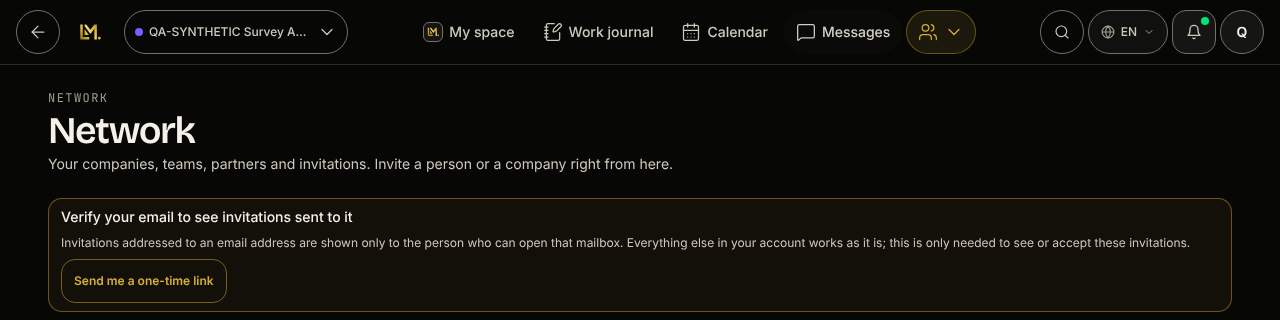 LM.
QA-SYNTHETIC Survey A...
LM.
My space
Work journal
Calendar
Messages
EN
Q
NETWORK
Network
Your companies, teams, partners and invitations. Invite a person or a company right from here.
Verify your email to see invitations sent to it
Invitations addressed to an email address are shown only to the person who can open that mailbox. Everything else in your account works as it is; this is only needed to see or accept these invitations.
Send me a one-time link